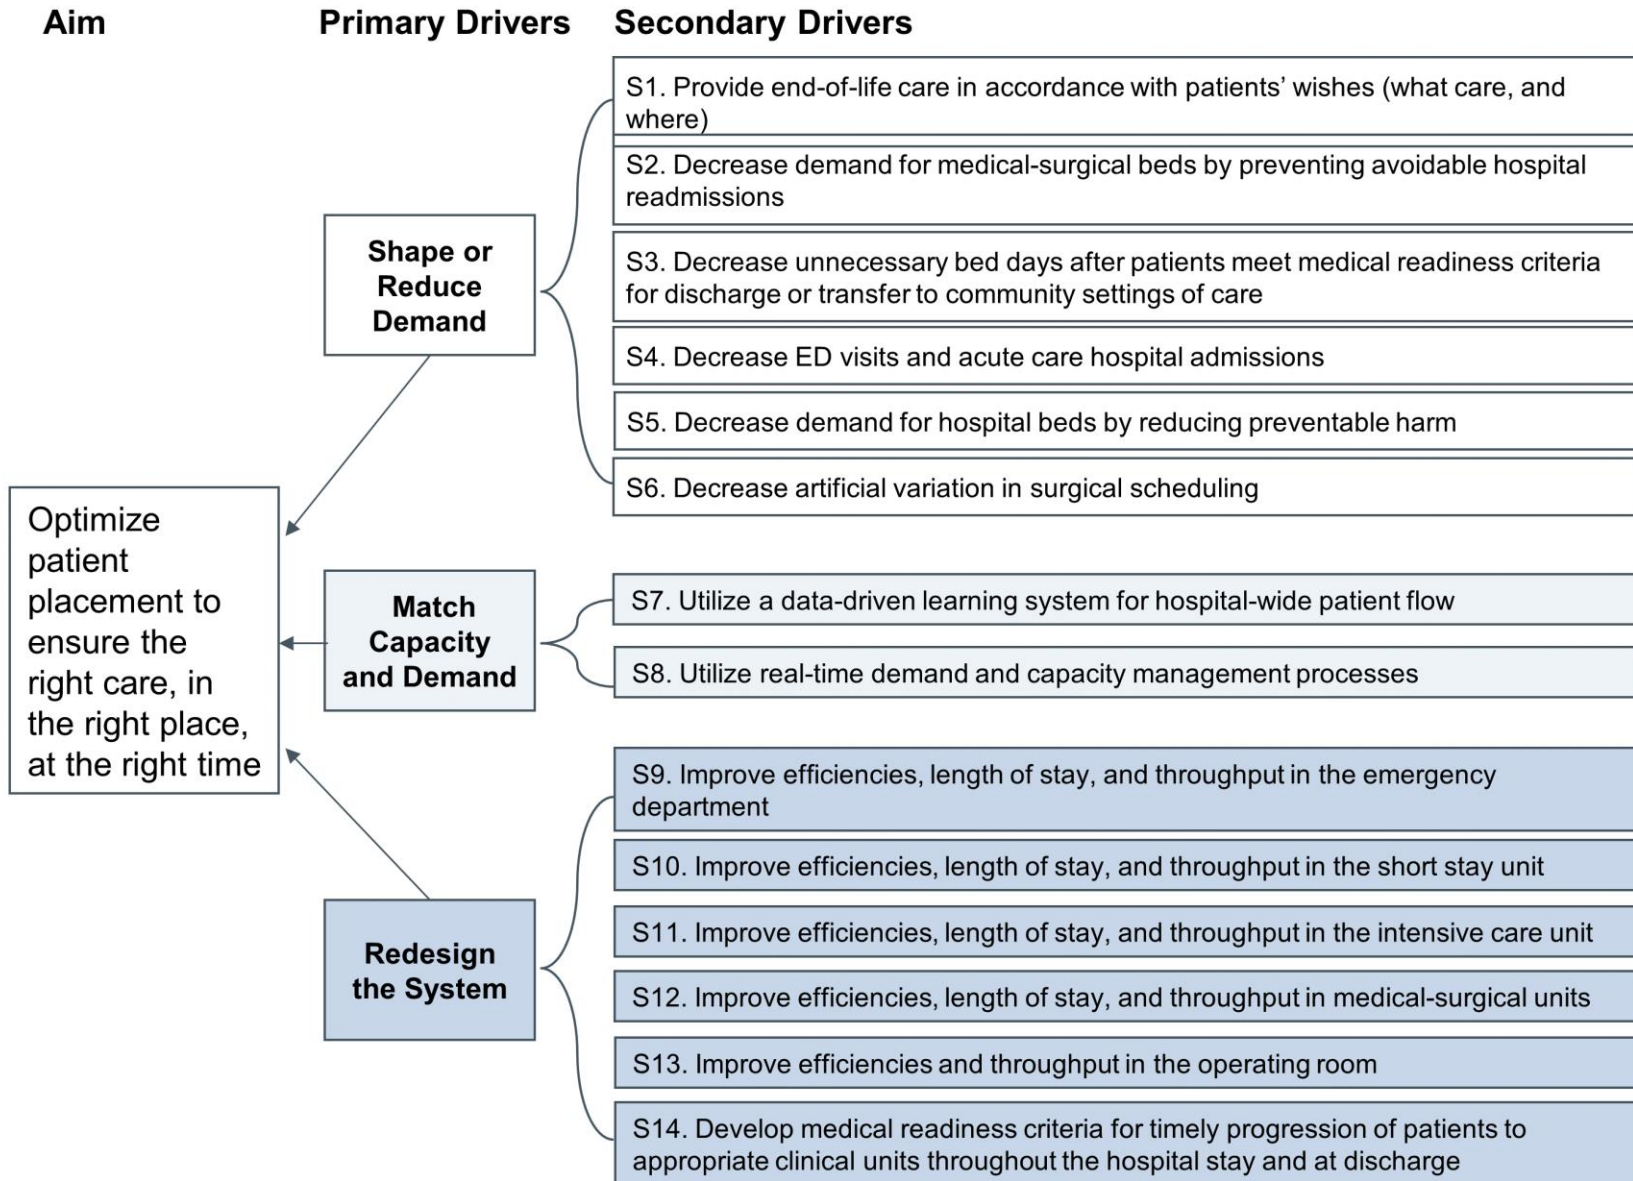 Aim
Primary Drivers
Secondary Drivers
Optimize
patient
placement to
ensure the
right care, in
the right place,
at the right time
Shape or
Reduce
Demand
S1. Provide end-of-life care in accordance with patients’ wishes (what care, and
where)
S2. Decrease demand for medical-surgical beds by preventing avoidable hospital
readmissions
S3. Decrease unnecessary bed days after patients meet medical readiness criteria
for discharge or transfer to community settings of care
S4. Decrease ED visits and acute care hospital admissions
S5. Decrease demand for hospital beds by reducing preventable harm
S6. Decrease artificial variation in surgical scheduling
Match
Capacity
and Demand
S7. Utilize a data-driven learning system for hospital-wide patient flow
S8. Utilize real-time demand and capacity management processes
Redesign
the System
S9. Improve efficiencies, length of stay, and throughput in the emergency
department
S10. Improve efficiencies, length of stay, and throughput in the short stay unit
S11. Improve efficiencies, length of stay, and throughput in the intensive care unit
S12. Improve efficiencies, length of stay, and throughput in medical-surgical units
S13. Improve efficiencies and throughput in the operating room
S14. Develop medical readiness criteria for timely progression of patients to
appropriate clinical units throughout the hospital stay and at discharge